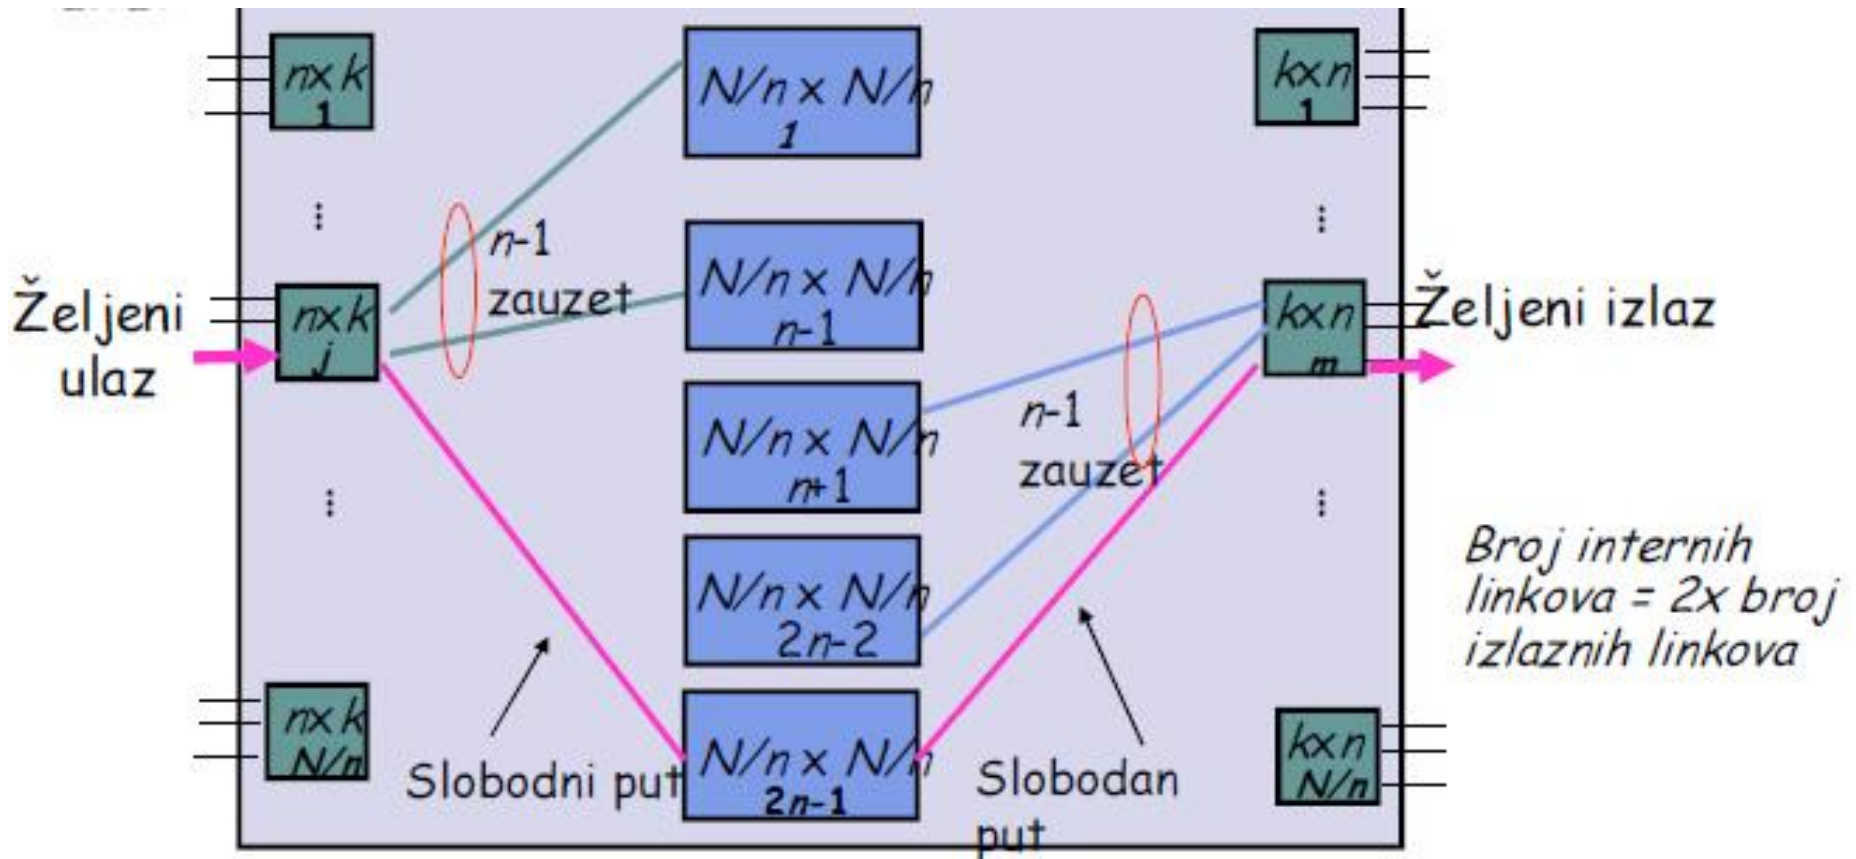 nxk
1
N/n x N/n
1
kxn
1
n-1
zauzet
Željeni
ulaz
nxk
j
N/n x N/n
n-1
kxn
m
Željeni izlaz
N/n x N/n
n+1
n-1
zauzet
N/n x N/n
2n-2
Broj internih
linkova = 2x broj
izlaznih linkova
nxk
N/n
Slobodni put
N/n x N/n
2n-1
Slobodan
put
kxn
N/n